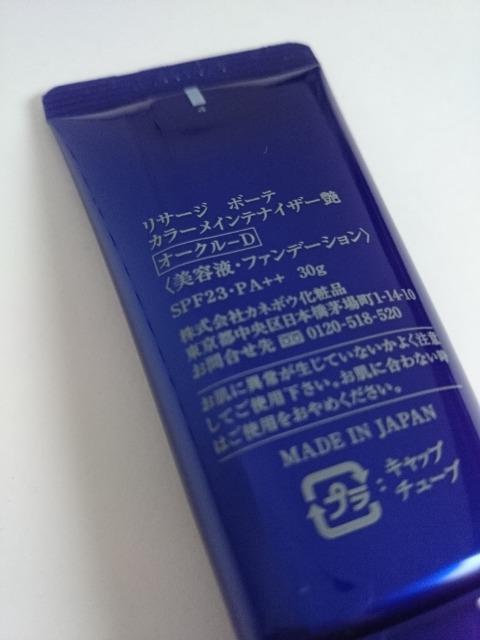 リサージ ボーテ
カラーメインテナイザー艶
オークル-D
〈美容液・ファンデーション〉
SPF23・PA++ 30g
株式会社カネボウ化粧品
東京都中央区日本橋茅場町1-14-10
お問合せ先 0120-518-520
お肌に異常が生じていないかよく注意
してご使用下さい。お肌に合わない時
はご使用をおやめください。
MADE IN JAPAN
プラ:キャップ
チューブ